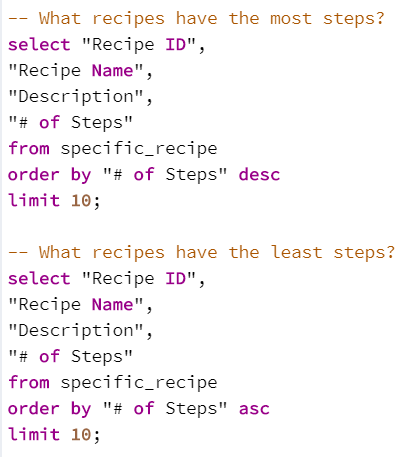 -- What recipes have the most steps?
select "Recipe ID",
"Recipe Name",
"Description",
"# of Steps"
from specific_recipe
order by "# of Steps" desc
limit 10;
-- What recipes have the least steps?
select "Recipe ID",
"Recipe Name",
"Description",
"# of Steps"
from specific_recipe
order by "# of Steps" asc
limit 10;